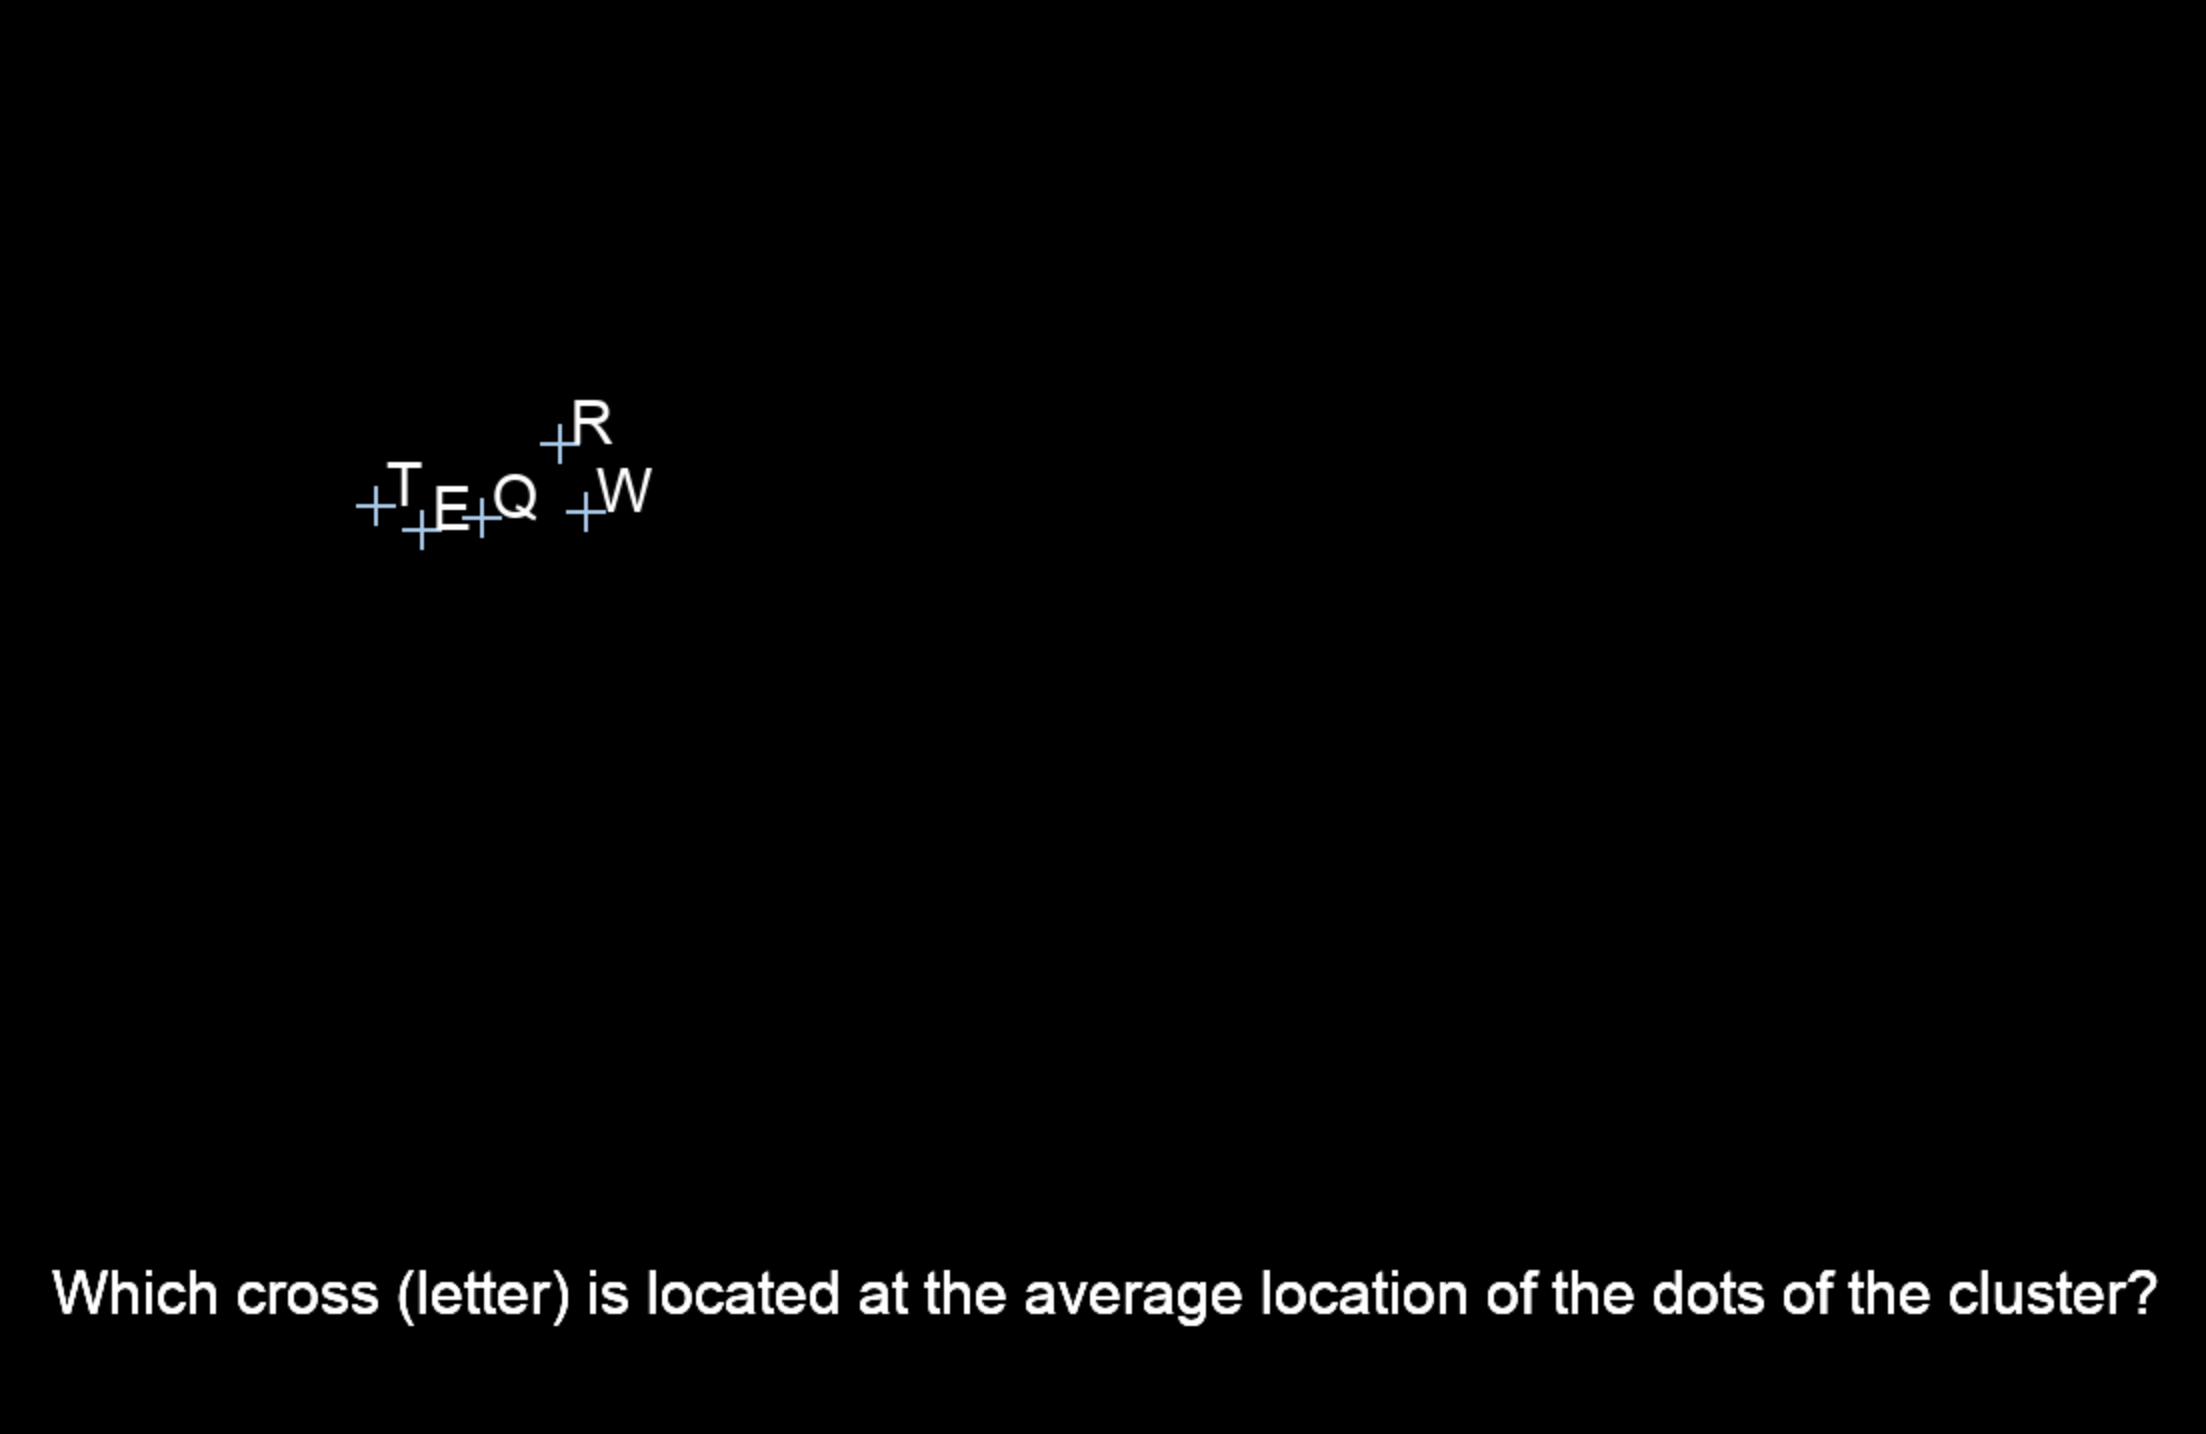 R
T E Q W
Which cross (letter) is located at the average location of the dots of the cluster?